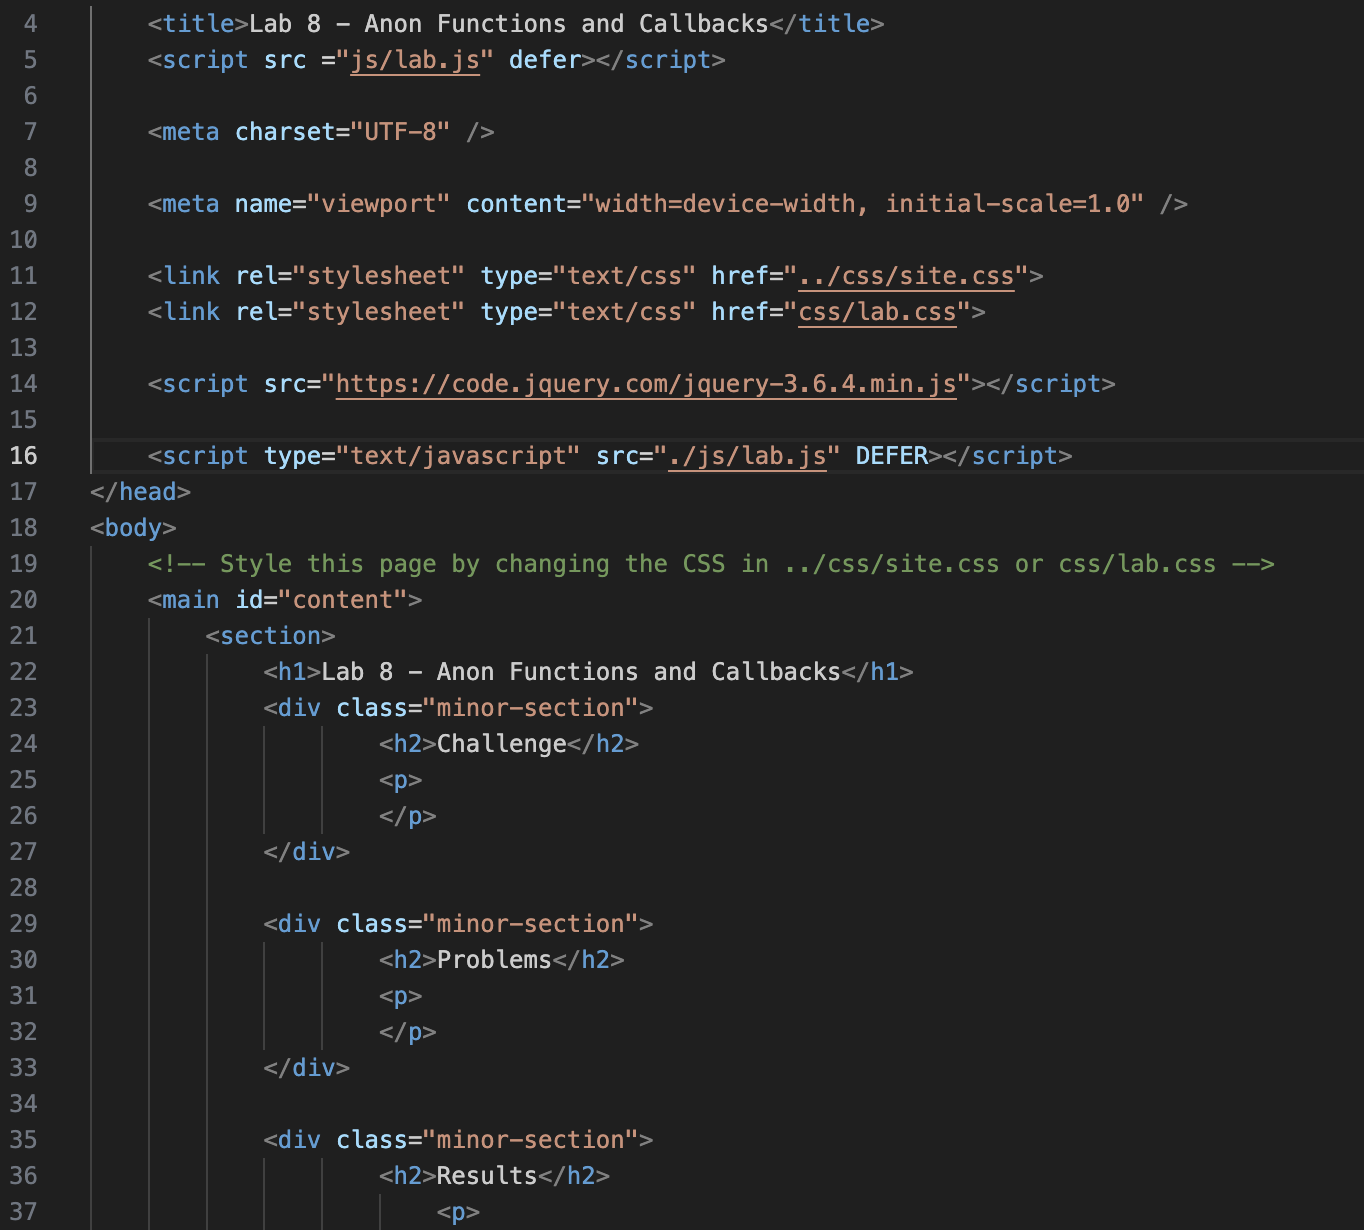 4 <title>Lab 8 - Anon Functions and Callbacks</title>
5 <script src ="js/lab.js" defer></script>
6
7 <meta charset="UTF-8" />
8
9 <meta name="viewport" content="width=device-width, initial-scale=1.0" />
10
11 <link rel="stylesheet" type="text/css" href="../css/site.css">
12 <link rel="stylesheet" type="text/css" href="css/lab.css">
13
14 <script src="https://code.jquery.com/jquery-3.6.4.min.js"></script>
15
16 <script type="text/javascript" src="./js/lab.js" DEFER></script>
17 </head>
18 <body>
19 <!-- Style this page by changing the CSS in ../css/site.css or css/lab.css -->
20 <main id="content">
21 <section>
22 <h1>Lab 8 - Anon Functions and Callbacks</h1>
23 <div class="minor-section">
24 <h2>Challenge</h2>
25 <p>
26 </p>
27 </div>
28
29 <div class="minor-section">
30 <h2>Problems</h2>
31 <p>
32 </p>
33 </div>
34
35 <div class="minor-section">
36 <h2>Results</h2>
37 <p>